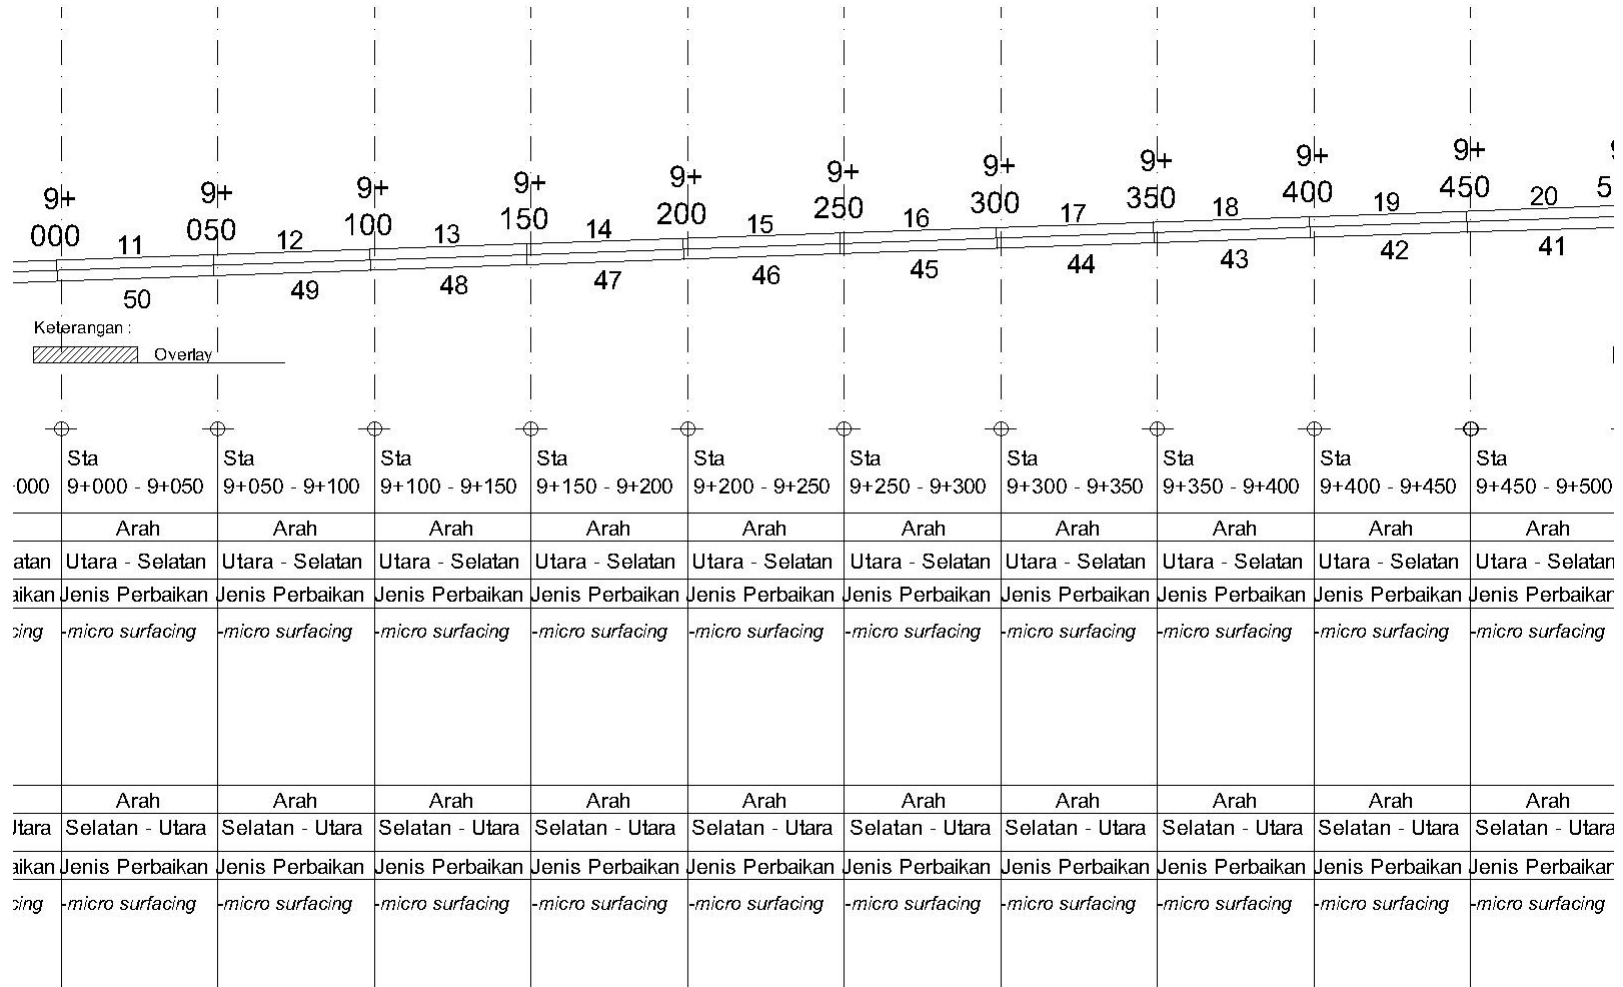 9+ 9+ 9+ 9+ 9+ 9+ 9+ 9+ 9+ 9+
000 050 100 150 200 250 300 350 400 450
11 12 13 14 15 16 17 18 19 20
50 49 48 47 46 45 44 43 42 41
Keterangan :
Overlay
Sta Sta Sta Sta Sta Sta Sta Sta Sta Sta
9+000 - 9+050 9+050 - 9+100 9+100 - 9+150 9+150 - 9+200 9+200 - 9+250 9+250 - 9+300 9+300 - 9+350 9+350 - 9+400 9+400 - 9+450 9+450 - 9+500
Arah Arah Arah Arah Arah Arah Arah Arah Arah Arah
Utara - Selatan Utara - Selatan Utara - Selatan Utara - Selatan Utara - Selatan Utara - Selatan Utara - Selatan Utara - Selatan Utara - Selatan Utara - Selatan
Jenis Perbaikan Jenis Perbaikan Jenis Perbaikan Jenis Perbaikan Jenis Perbaikan Jenis Perbaikan Jenis Perbaikan Jenis Perbaikan Jenis Perbaikan Jenis Perbaikan
-micro surfacing -micro surfacing -micro surfacing -micro surfacing -micro surfacing -micro surfacing -micro surfacing -micro surfacing -micro surfacing -micro surfacing
Arah Arah Arah Arah Arah Arah Arah Arah Arah Arah
Selatan - Utara Selatan - Utara Selatan - Utara Selatan - Utara Selatan - Utara Selatan - Utara Selatan - Utara Selatan - Utara Selatan - Utara Selatan - Utara
Jenis Perbaikan Jenis Perbaikan Jenis Perbaikan Jenis Perbaikan Jenis Perbaikan Jenis Perbaikan Jenis Perbaikan Jenis Perbaikan Jenis Perbaikan Jenis Perbaikan
-micro surfacing -micro surfacing -micro surfacing -micro surfacing -micro surfacing -micro surfacing -micro surfacing -micro surfacing -micro surfacing -micro surfacing